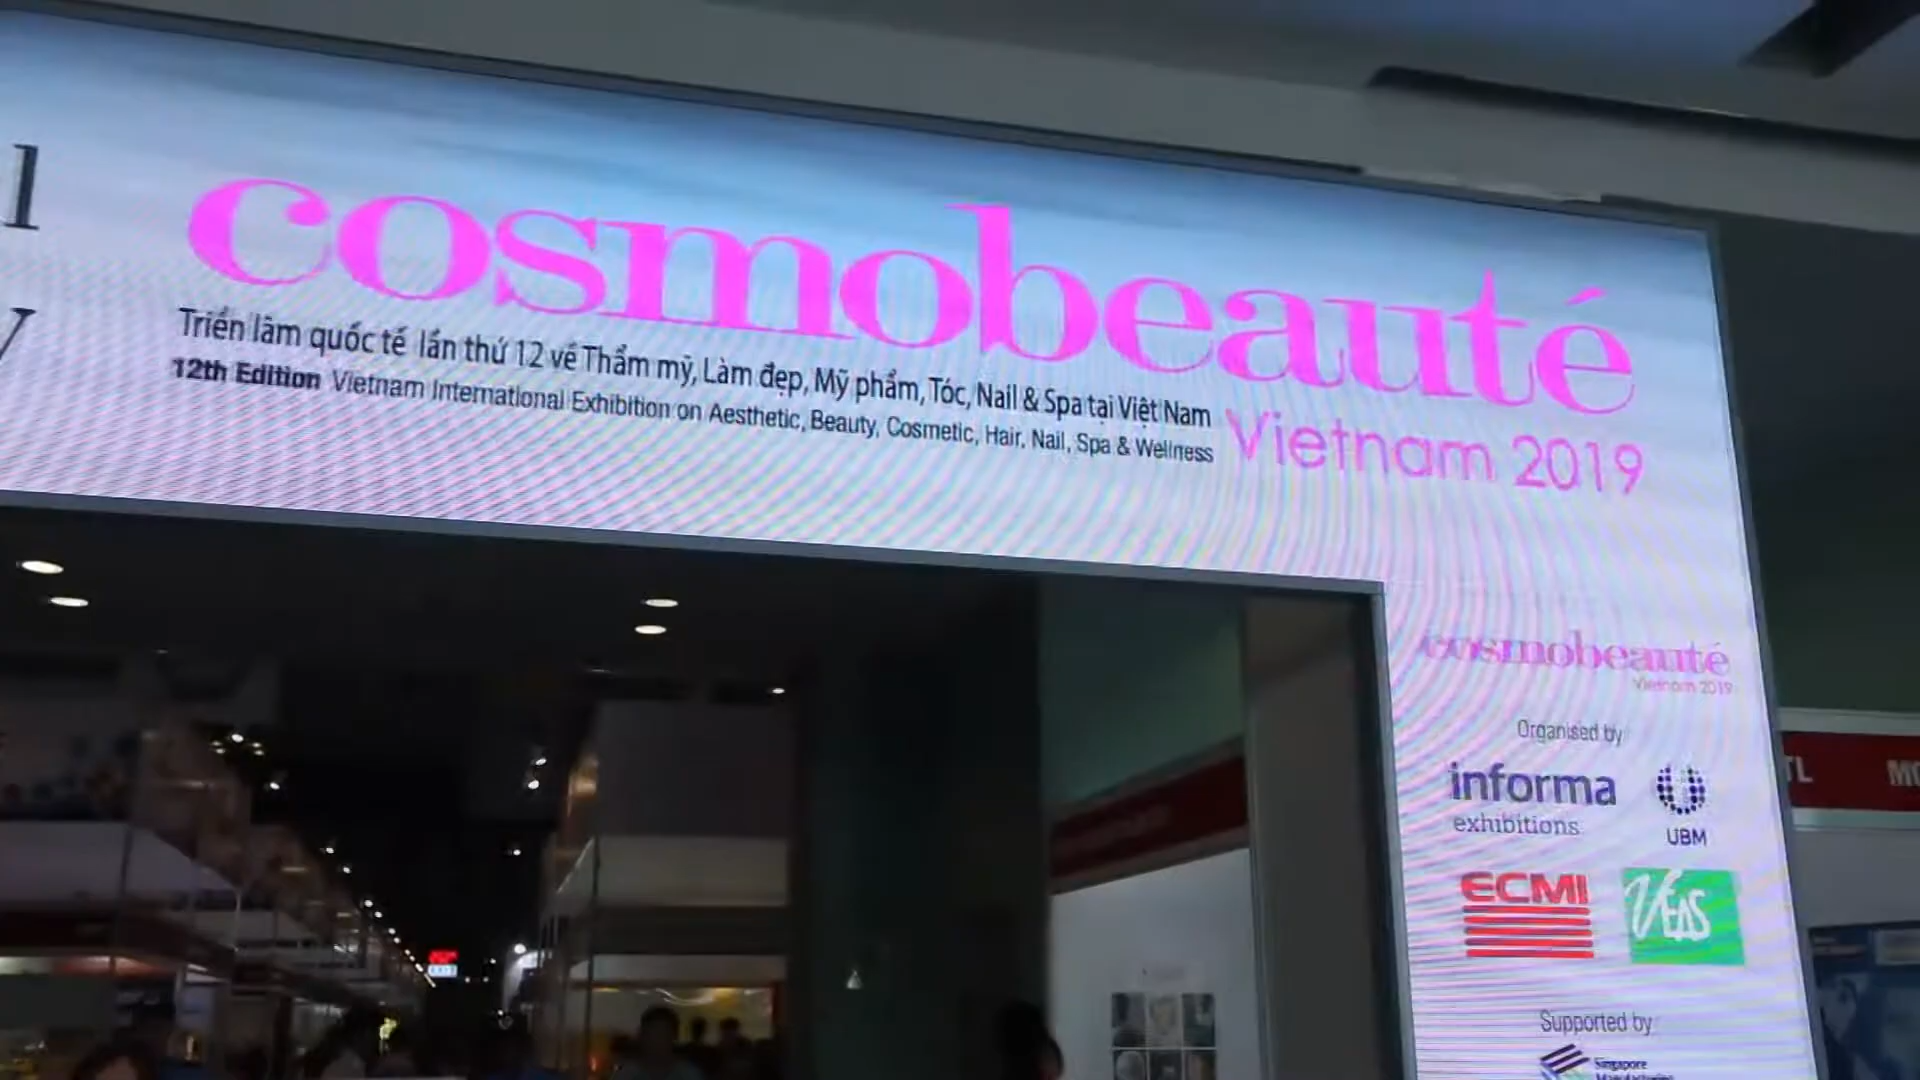 cosmobeauté
Triển lãm quốc tế lần thứ 12 về Thẩm mỹ, Làm đẹp, Mỹ phẩm, Tóc, Nail & Spa tại Việt Nam
12th Edition Vietnam International Exhibition on Aesthetic, Beauty, Cosmetic, Hair, Nail, Spa & Wellness
Vietnam 2019
cosmobeauté
Vietnam 2019
Organised by
informa
exhibitions
UBM
ECMI
VEAS
Supported by
Singapore
Manufacturing